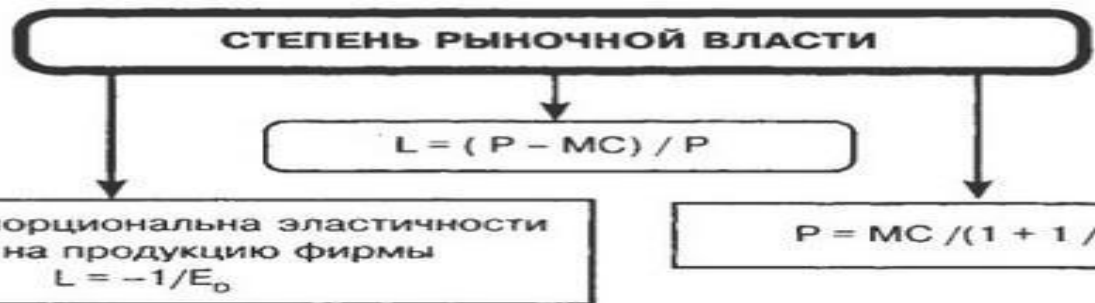 СТЕПЕНЬ РЫНОЧНОЙ ВЛАСТИ
L = ( P – MC) / P
порциональна эластичности
на продукцию фирмы
L = –1/E_D
P = MC /(1 + 1 /